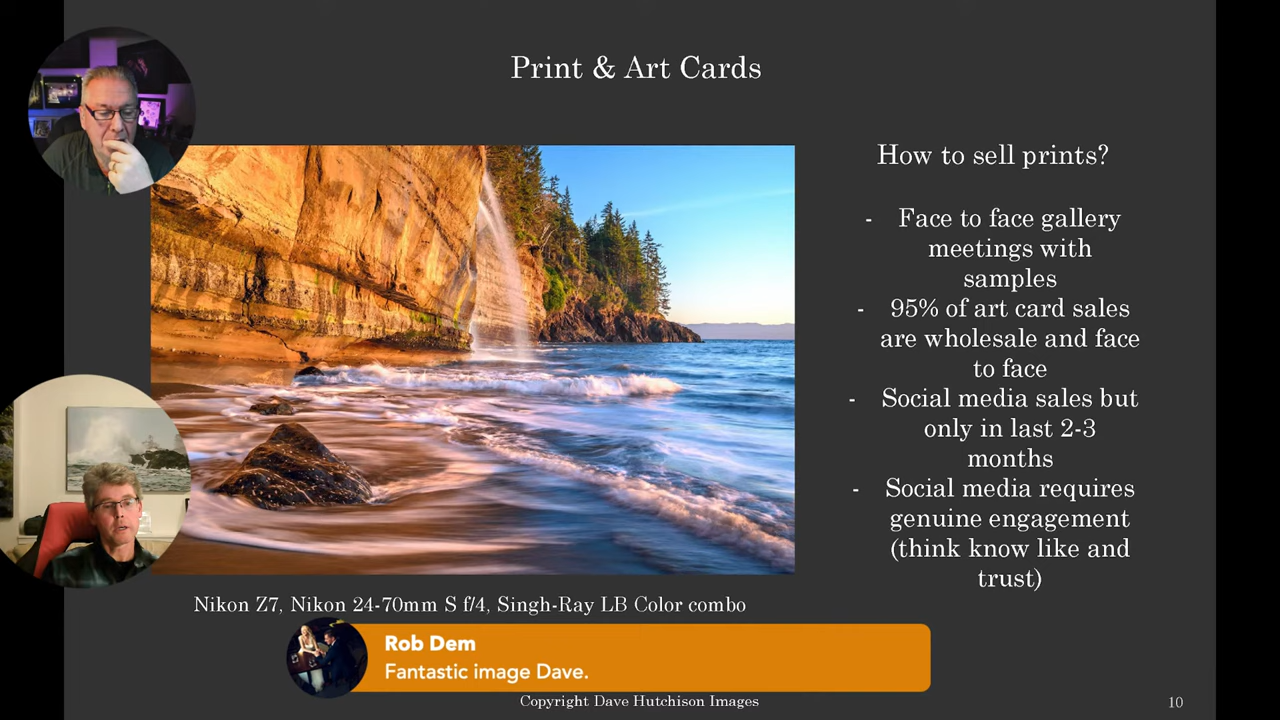 Print & Art Cards
How to sell prints?
- Face to face gallery
meetings with
samples
- 95% of art card sales
are wholesale and face
to face
- Social media sales but
only in last 2-3
months
- Social media requires
genuine engagement
(think know like and
trust)
Nikon Z7, Nikon 24-70mm S f/4, Singh-Ray LB Color combo
Rob Dem
Fantastic image Dave.
Copyright Dave Hutchison Images
10